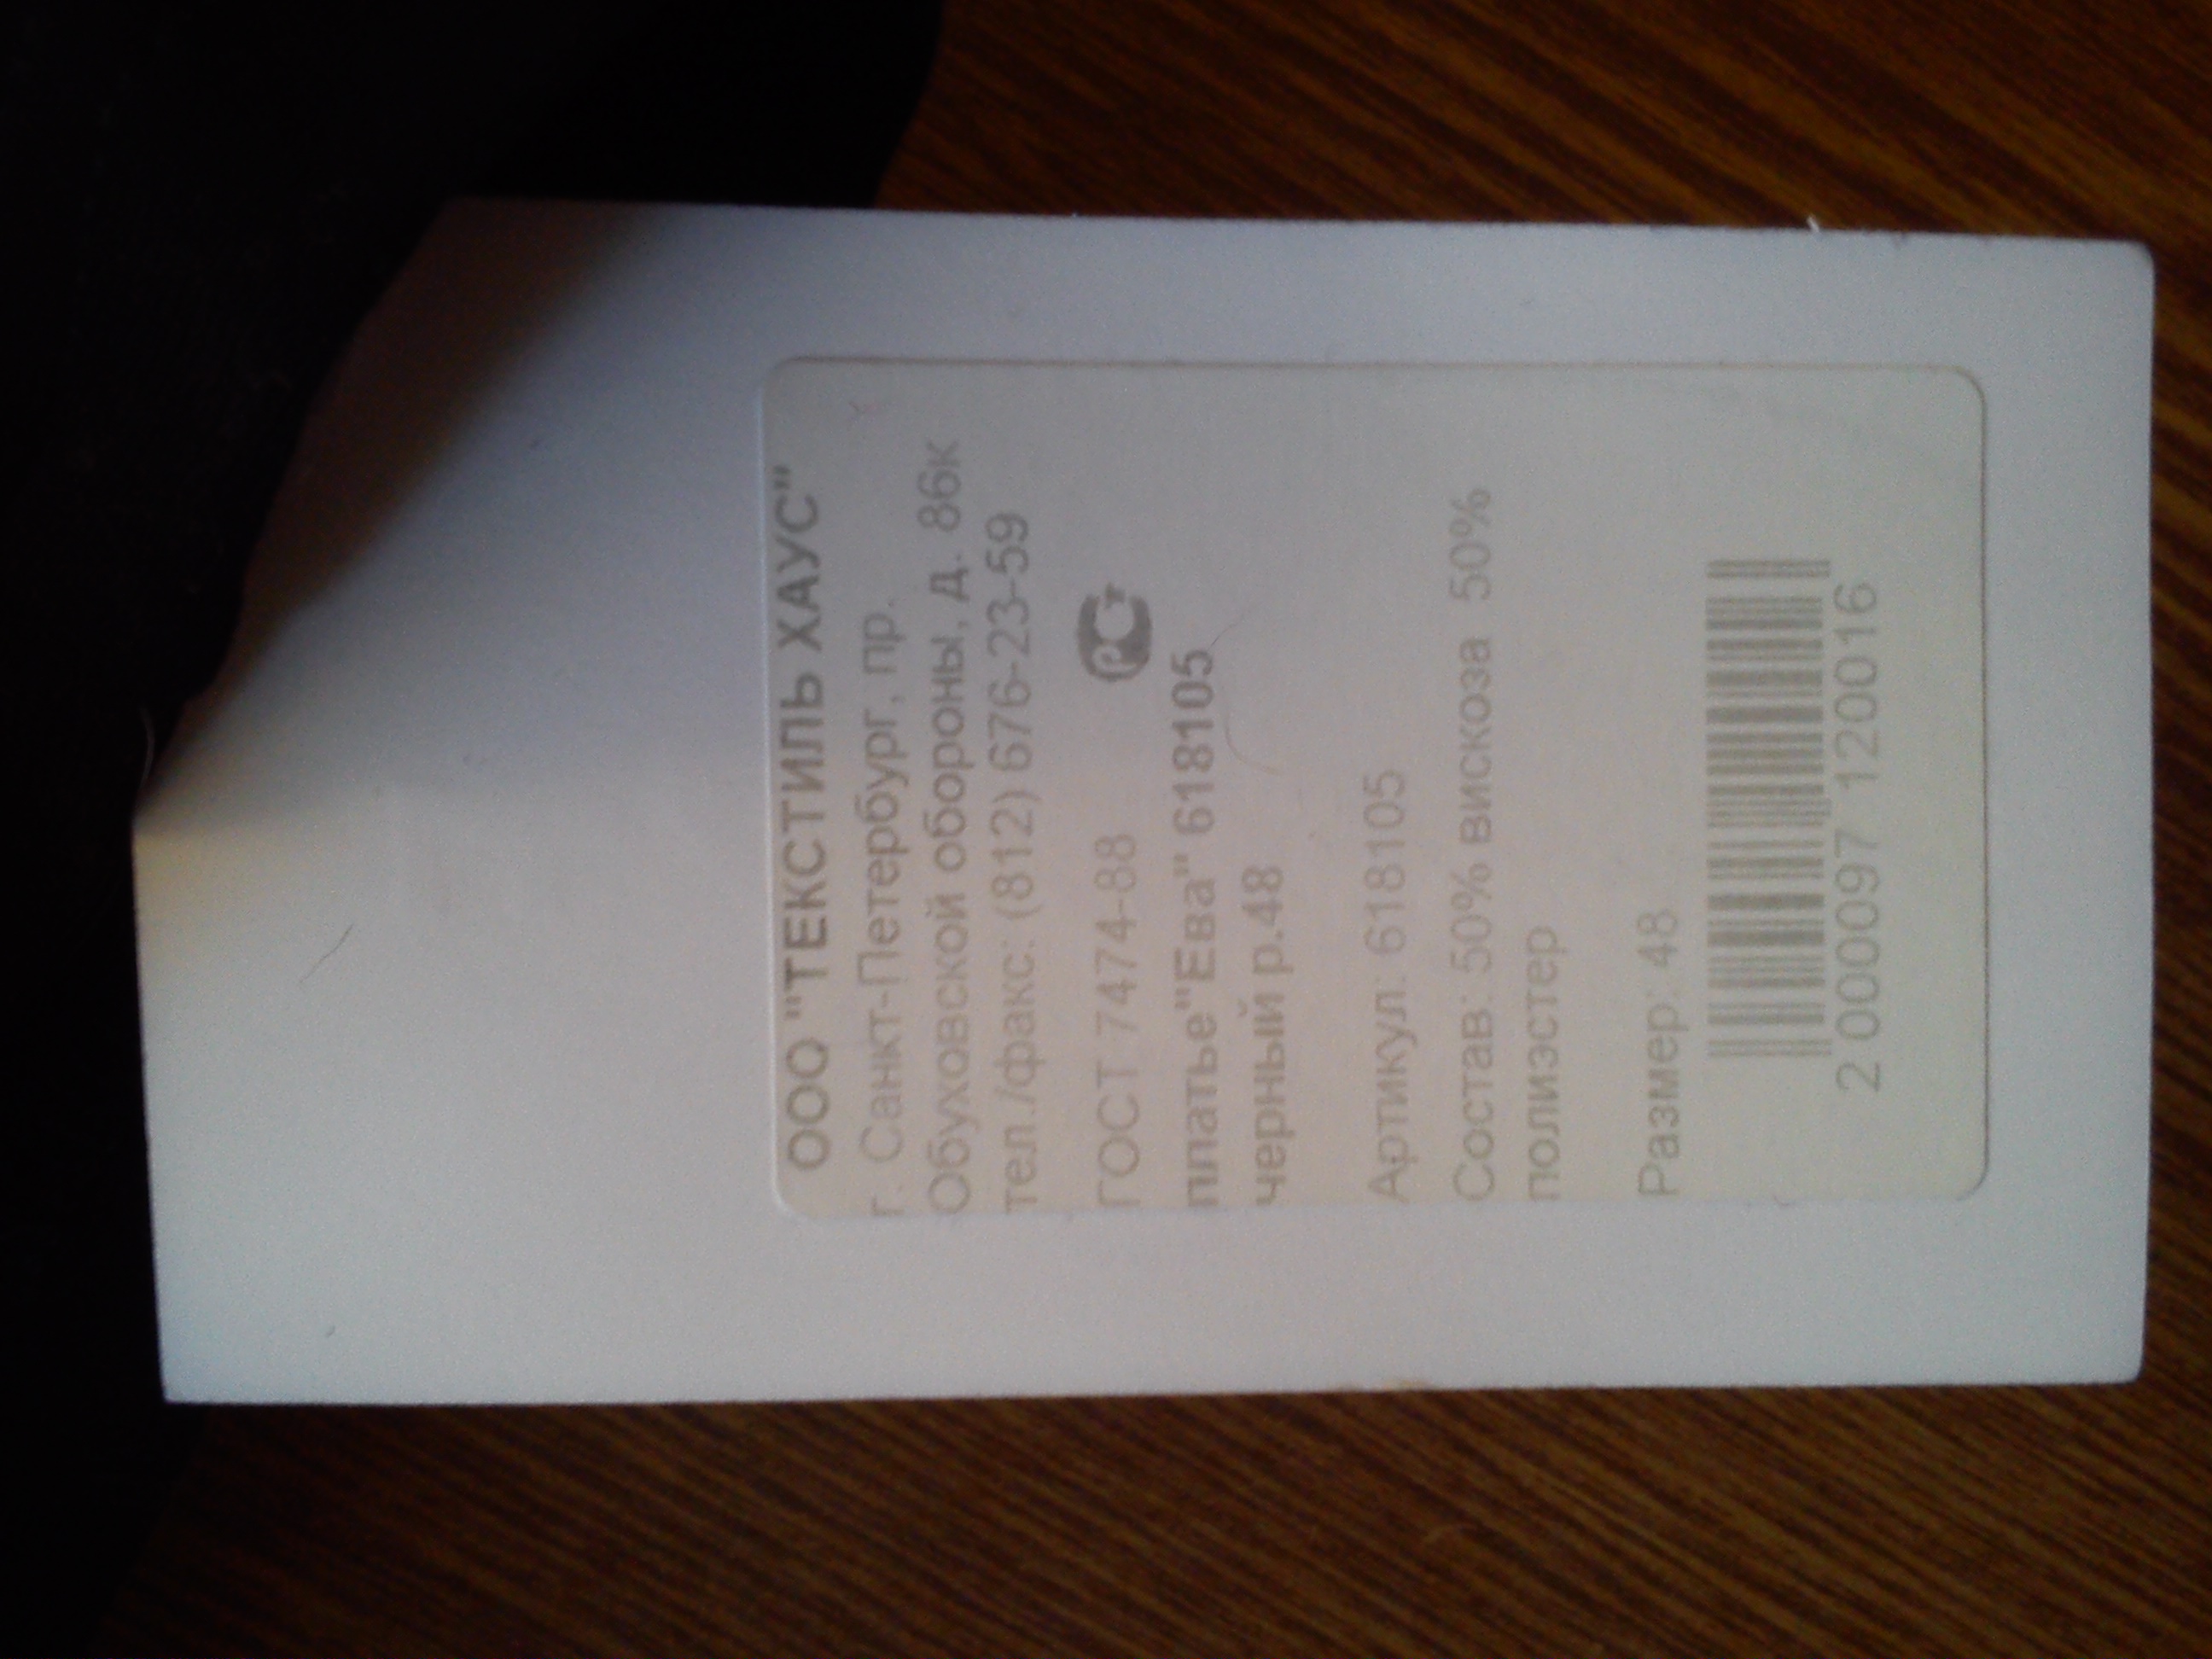 ООО "ТЕКСТИЛЬ ХАУС"
г. Санкт-Петербург, пр.
Обуховской обороны, д. 86к
тел./факс: (812) 676-23-59
ГОСТ 7474-88 РСТ
платье"Ева" 618105
черный р.48
Артикул: 618105
Состав: 50% вискоза 50%
полиэстер
Размер: 48
2 000097 120016